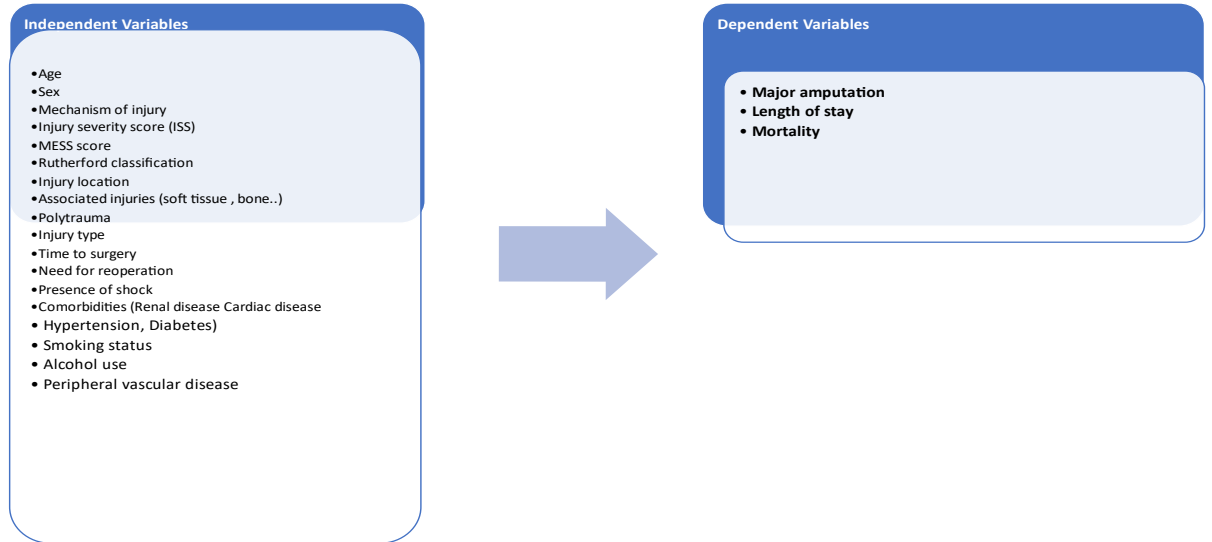 Independent Variables
•Age
•Sex
•Mechanism of injury
•Injury severity score (ISS)
•MESS score
•Rutherford classification
•Injury location
•Associated injuries (soft tissue , bone..)
•Polytrauma
•Injury type
•Time to surgery
•Need for reoperation
•Presence of shock
•Comorbidities (Renal disease Cardiac disease
• Hypertension, Diabetes)
• Smoking status
• Alcohol use
• Peripheral vascular disease
Dependent Variables
• Major amputation
• Length of stay
• Mortality